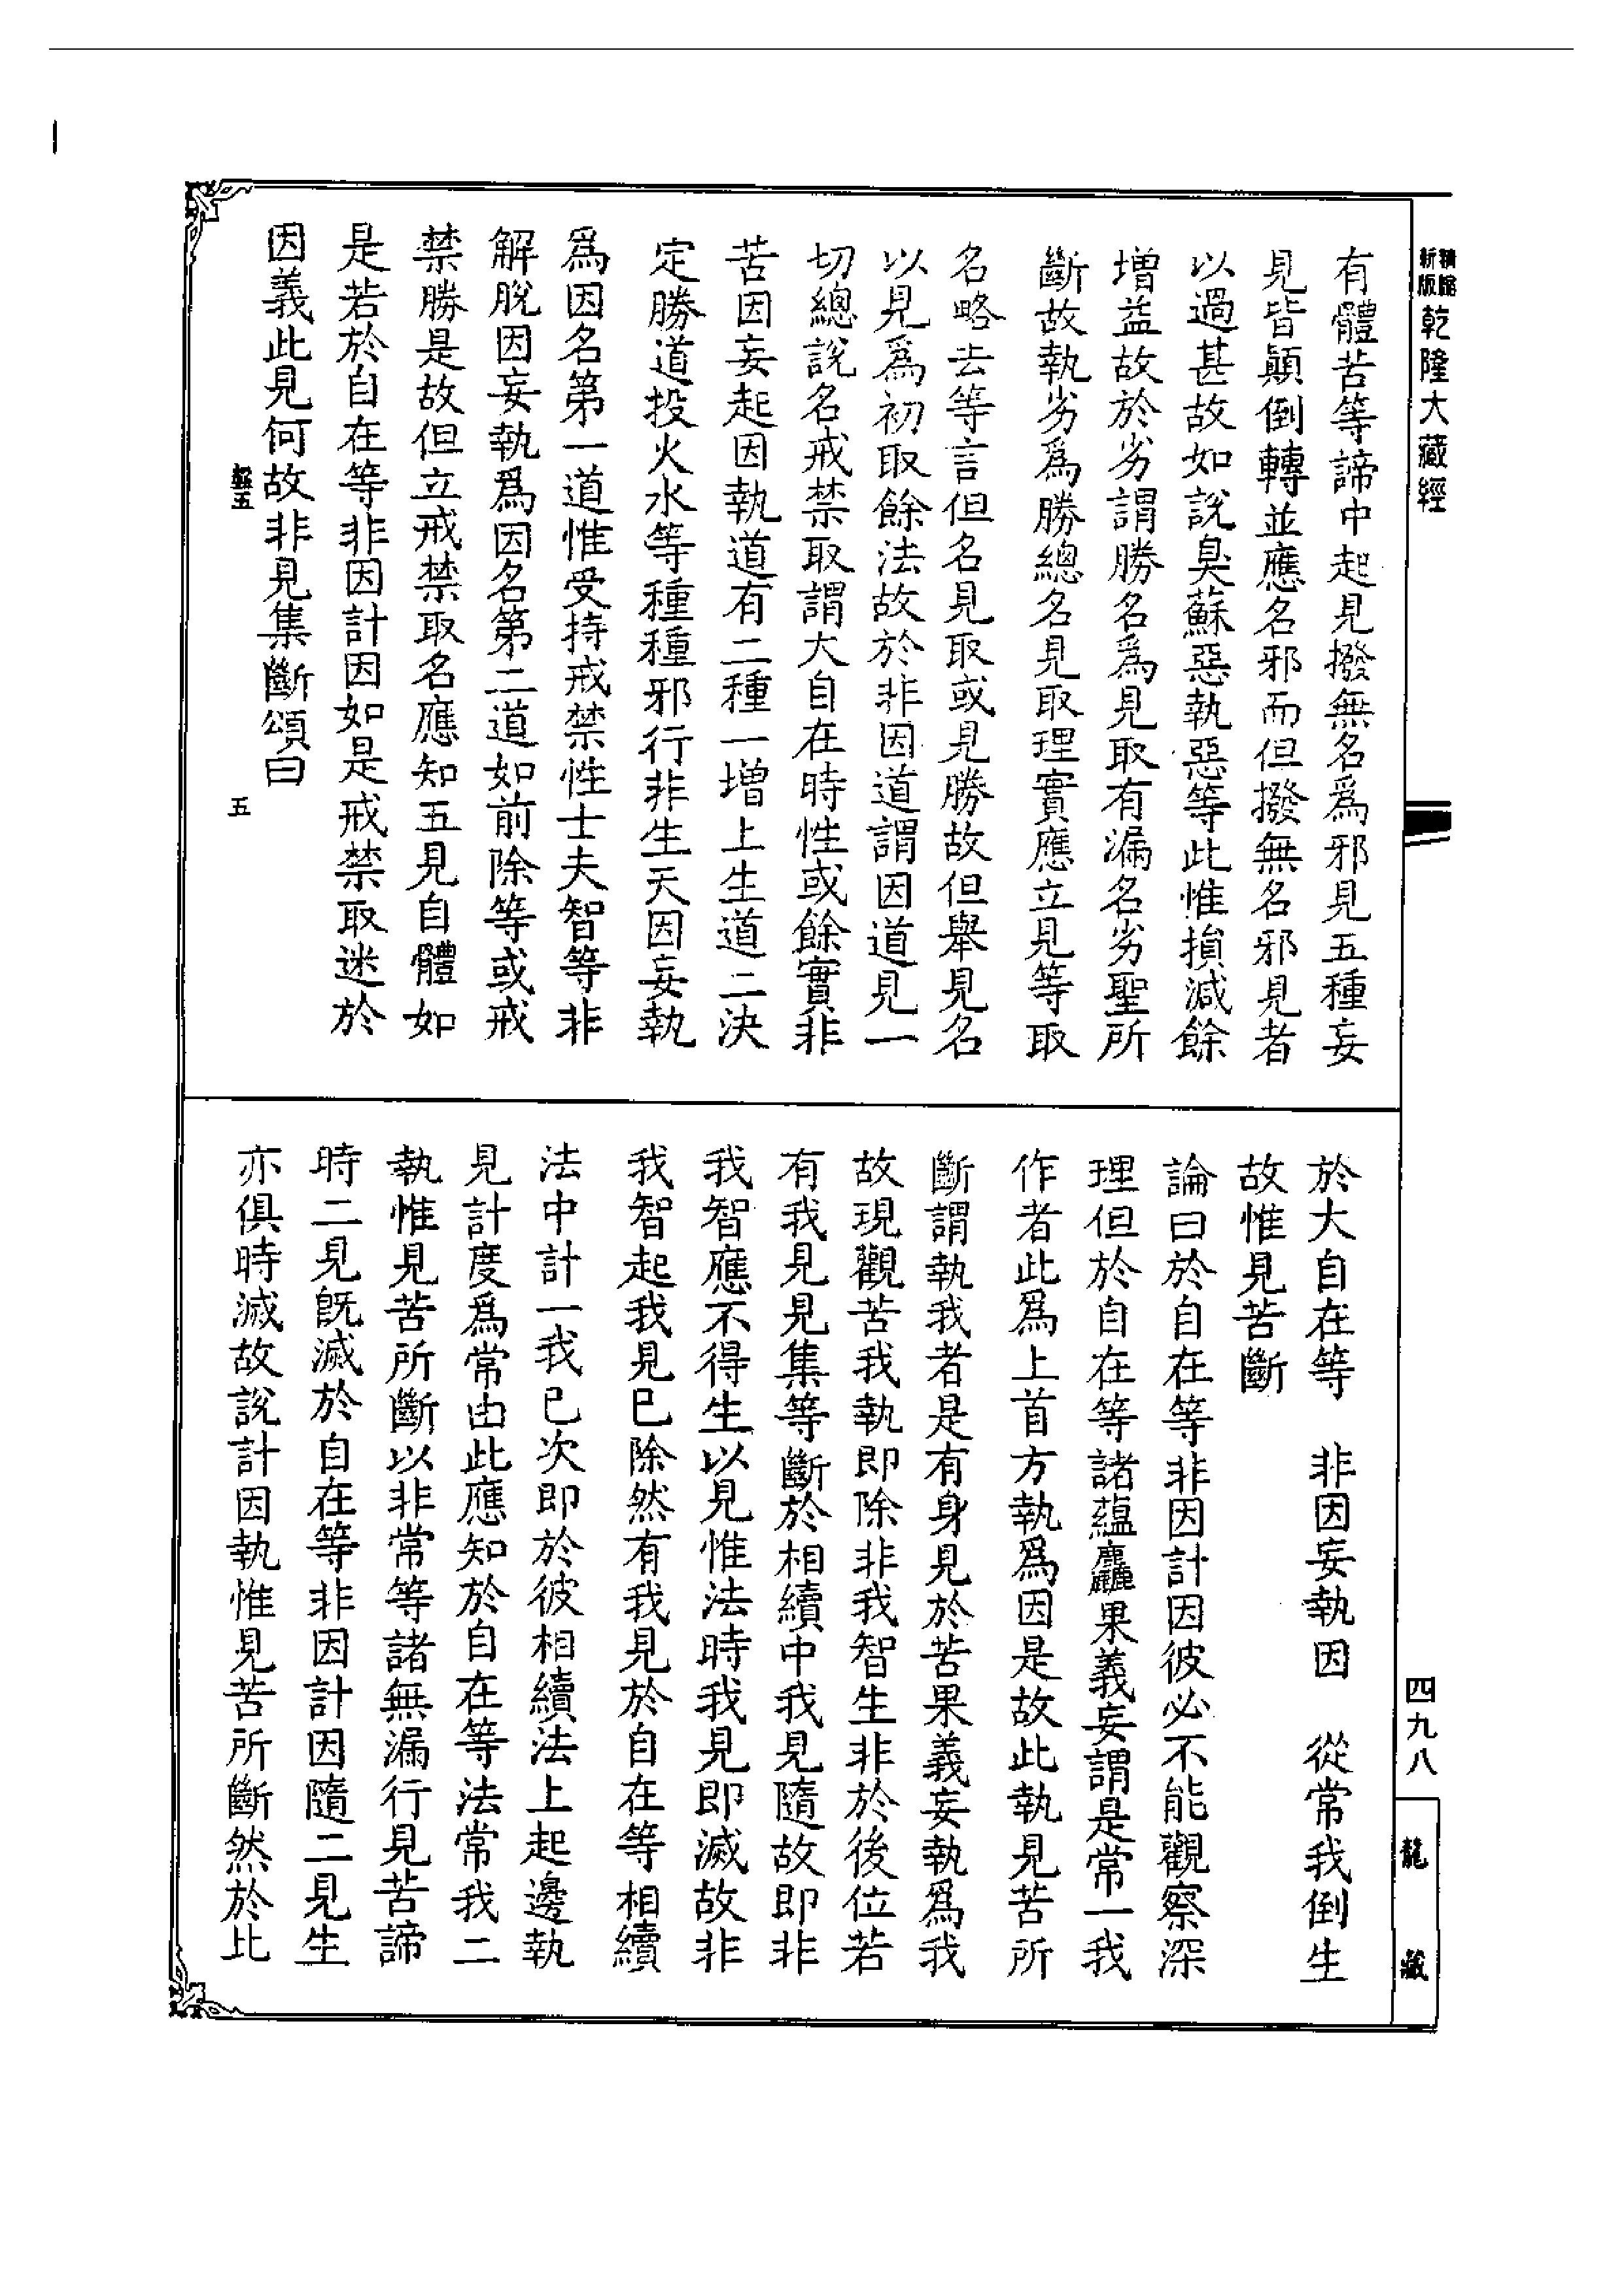 精縮
新版
乾隆大藏經
有體苦等諦中起見撥無名爲邪見五種妄
見皆顚倒轉並應名邪而但撥無名邪見者
以過甚故如說臭蘇惡執惡等此惟損減餘
增益故於劣謂勝名爲見取有漏名劣聖所
斷故執劣爲勝總名見取理實應立見等取
名略去等言但名見取或見勝故但舉見名
以見爲初取餘法故於非因道謂因道見一
切總說名戒禁取謂大自在時性或餘實非
苦因妄起因執道有二種一增上生道二決
定勝道投火水等種種邪行非生天因妄執
爲因名第一道惟受持戒禁性士夫智等非
解脫因妄執爲因名第二道如前除等或戒
禁勝是故但立戒禁取名應知五見自體如
是若於自在等非因計因如是戒禁取迷於
因義此見何故非見集斷頌曰
五
於大自在等　非因妄執因　從常我倒生
故惟見苦斷
論曰於自在等非因計因彼必不能觀察深
理但於自在等諸蘊麤果義妄謂是常一我
作者此爲上首方執爲因是故此執見苦所
斷謂執我者是有身見於苦果義妄執爲我
故現觀苦我執即除非我智生非於後位若
有我見見集等斷於相續中我見隨故即非
我智應不得生以見惟法時我見即滅故非
我智起我見已除然有我見於自在等相續
法中計一我已次即於彼相續法上起邊執
見計度爲常由此應知於自在等法常我二
執惟見苦所斷以非常等諸無漏行見苦諦
時二見旣滅於自在等非因計因隨二見生
亦俱時滅故說計因執惟見苦所斷然於比
四九八
龍藏